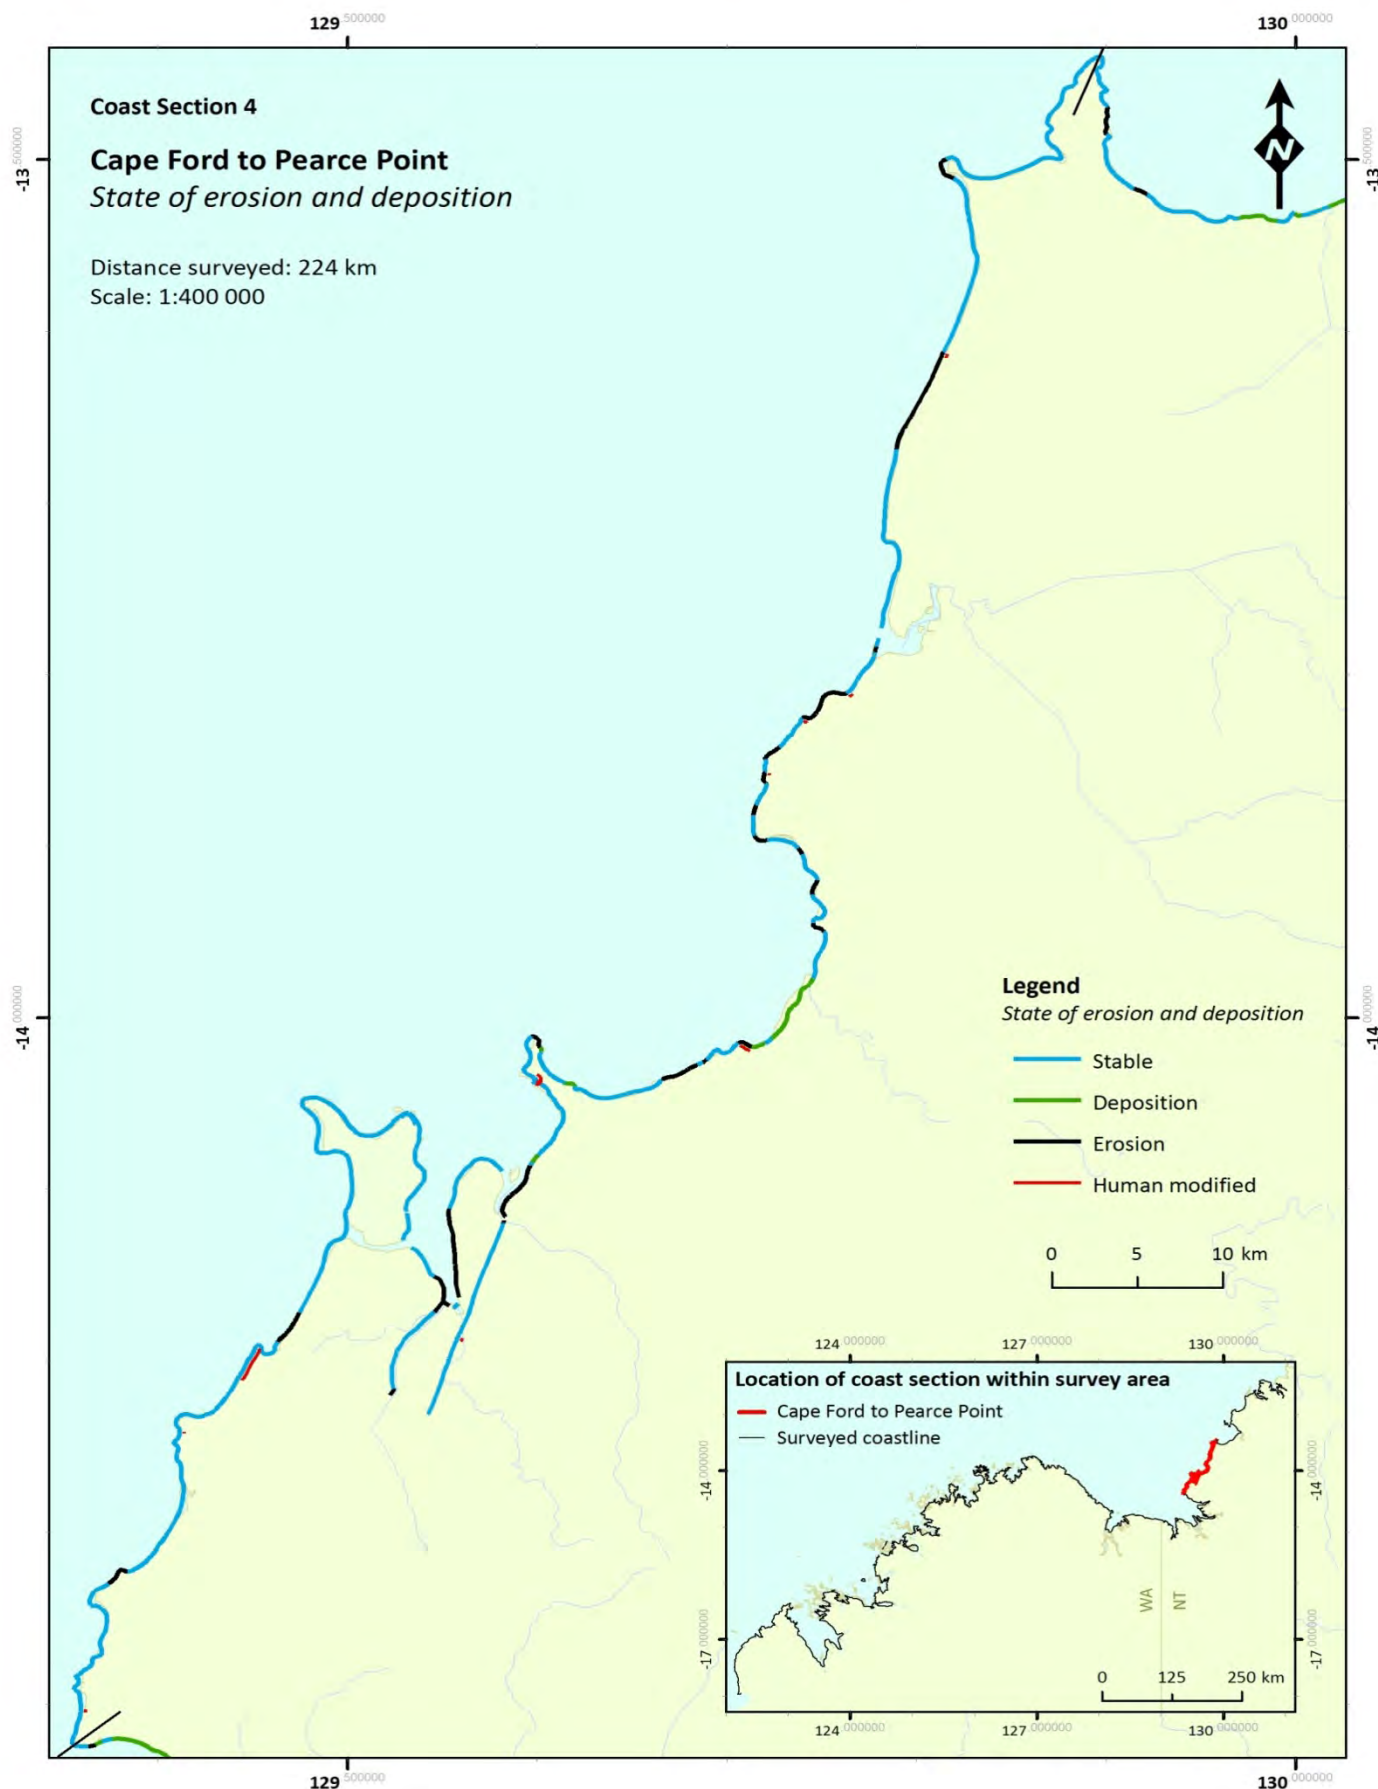 129.500000
130.000000
Coast Section 4
Cape Ford to Pearce Point
State of erosion and deposition
Distance surveyed: 224 km
Scale: 1:400 000
N
-13.500000
-13.500000
-14.000000
-14.000000
Legend
State of erosion and deposition
Stable
Deposition
Erosion
Human modified
0 5 10 km
124.000000 127.000000 130.000000
Location of coast section within survey area
Cape Ford to Pearce Point
Surveyed coastline
-14.000000
-14.000000
WA
NT
-17.000000
-17.000000
0 125 250 km
124.000000 127.000000 130.000000
129.500000
130.000000